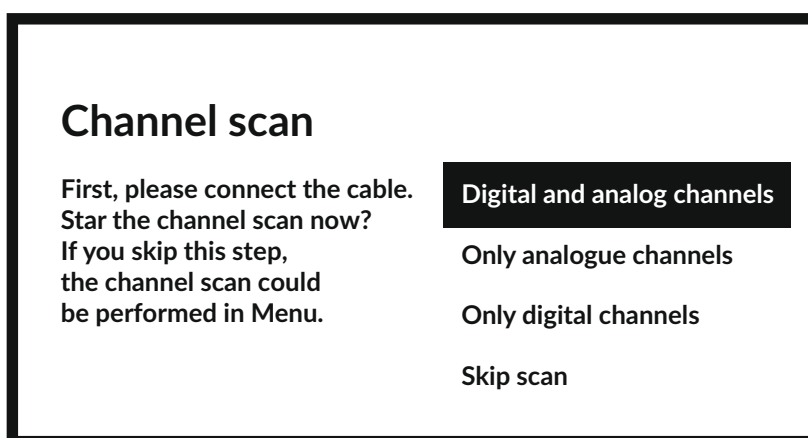 Channel scan
First, please connect the cable.
Star the channel scan now?
If you skip this step,
the channel scan could
be performed in Menu.
Digital and analog channels
Only analogue channels
Only digital channels
Skip scan